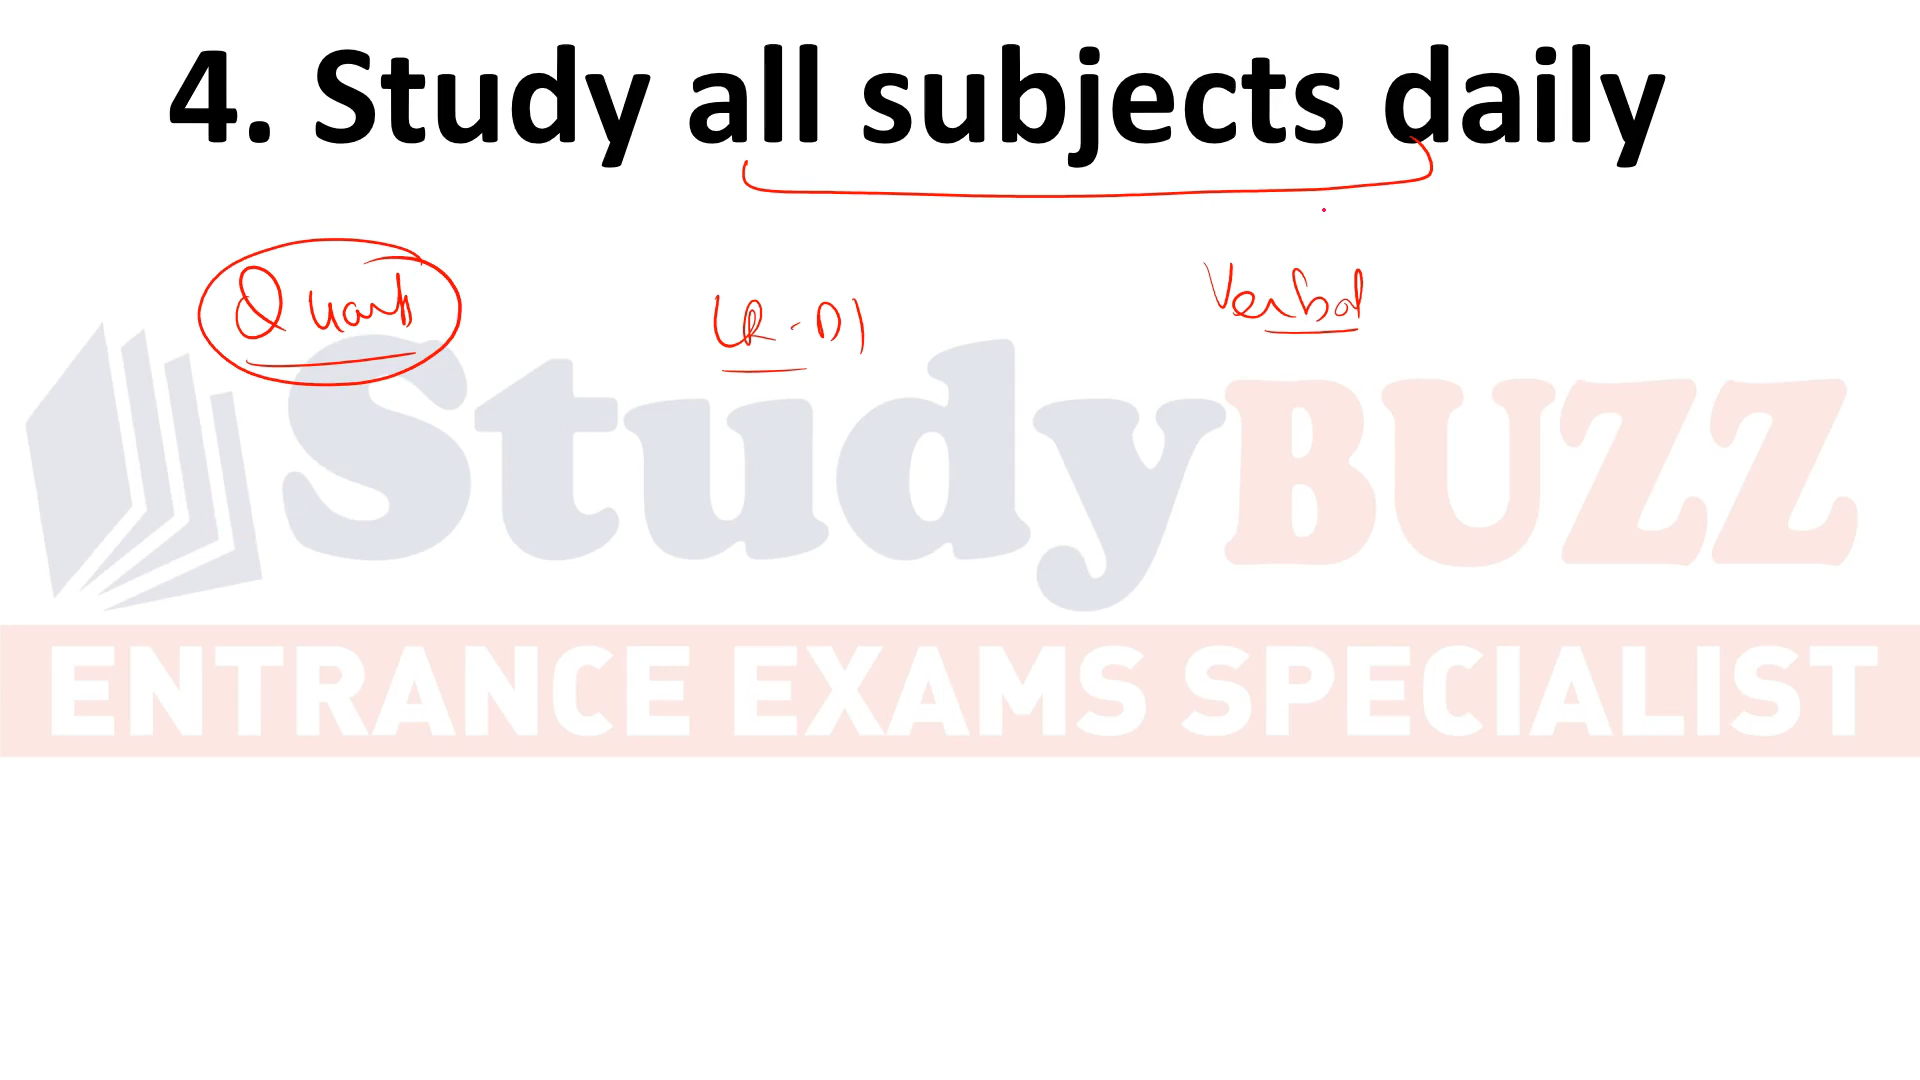 4. Study all subjects daily
Quant LR-DI Verbal
StudyBUZZ
ENTRANCE EXAMS SPECIALIST